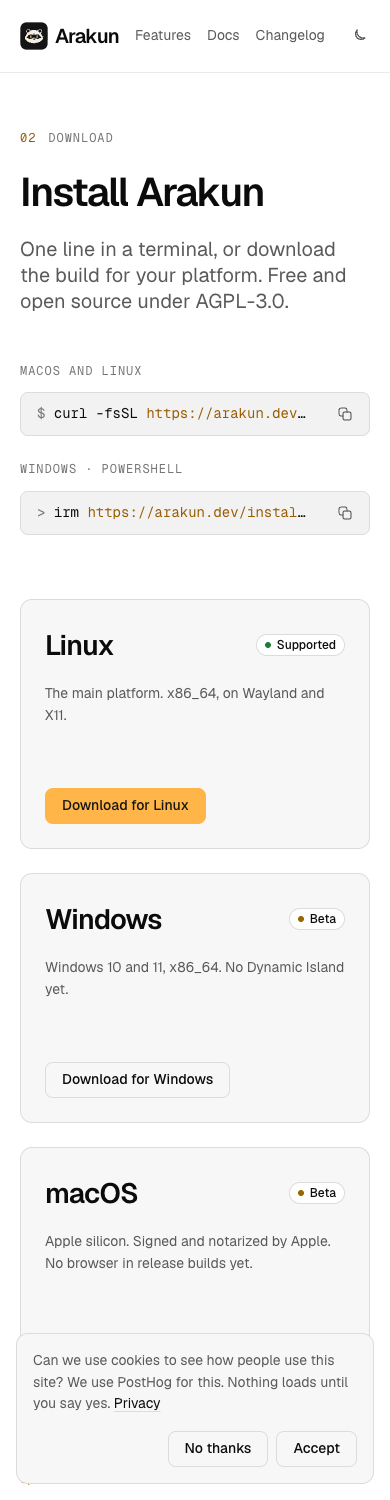 Arakun Features Docs Changelog
02 DOWNLOAD
Install Arakun
One line in a terminal, or download
the build for your platform. Free and
open source under AGPL-3.0.
MACOS AND LINUX
$ curl -fsSL https://arakun.dev…
WINDOWS · POWERSHELL
> irm https://arakun.dev/instal…
Linux
Supported
The main platform. x86_64, on Wayland and
X11.
Download for Linux
Windows
Beta
Windows 10 and 11, x86_64. No Dynamic Island
yet.
Download for Windows
macOS
Beta
Apple silicon. Signed and notarized by Apple.
No browser in release builds yet.
Can we use cookies to see how people use this
site? We use PostHog for this. Nothing loads until
you say yes. Privacy
No thanks
Accept